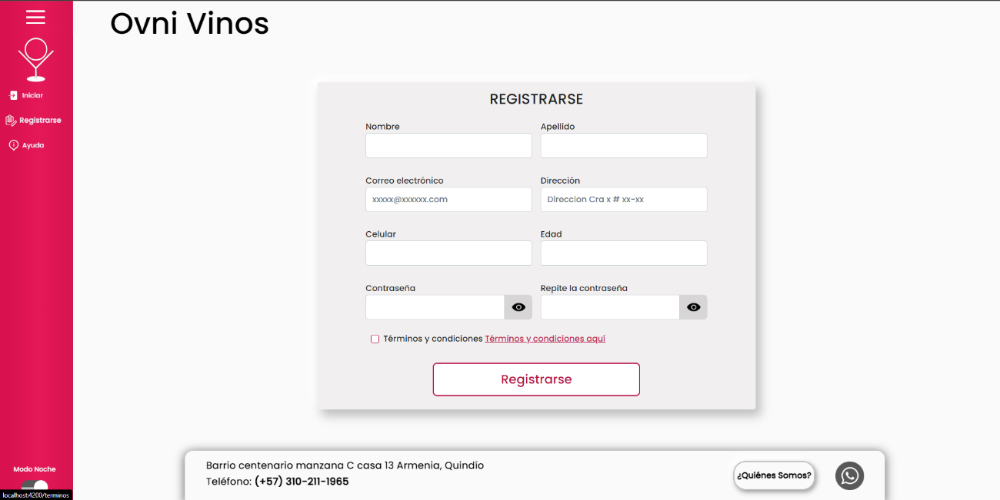 Ovni Vinos
Iniciar
Registrarse
Ayuda
REGISTRARSE
Nombre Apellido
Correo electrónico Dirección
xxxxx@xxxxxx.com Direccion Cra x # xx-xx
Celular Edad
Contraseña Repite la contraseña
Términos y condiciones Términos y condiciones aquí
Registrarse
Modo Noche
localhost:4200/terminos
Barrio centenario manzana C casa 13 Armenia, Quindío
Teléfono: (+57) 310-211-1965
¿Quiénes Somos?